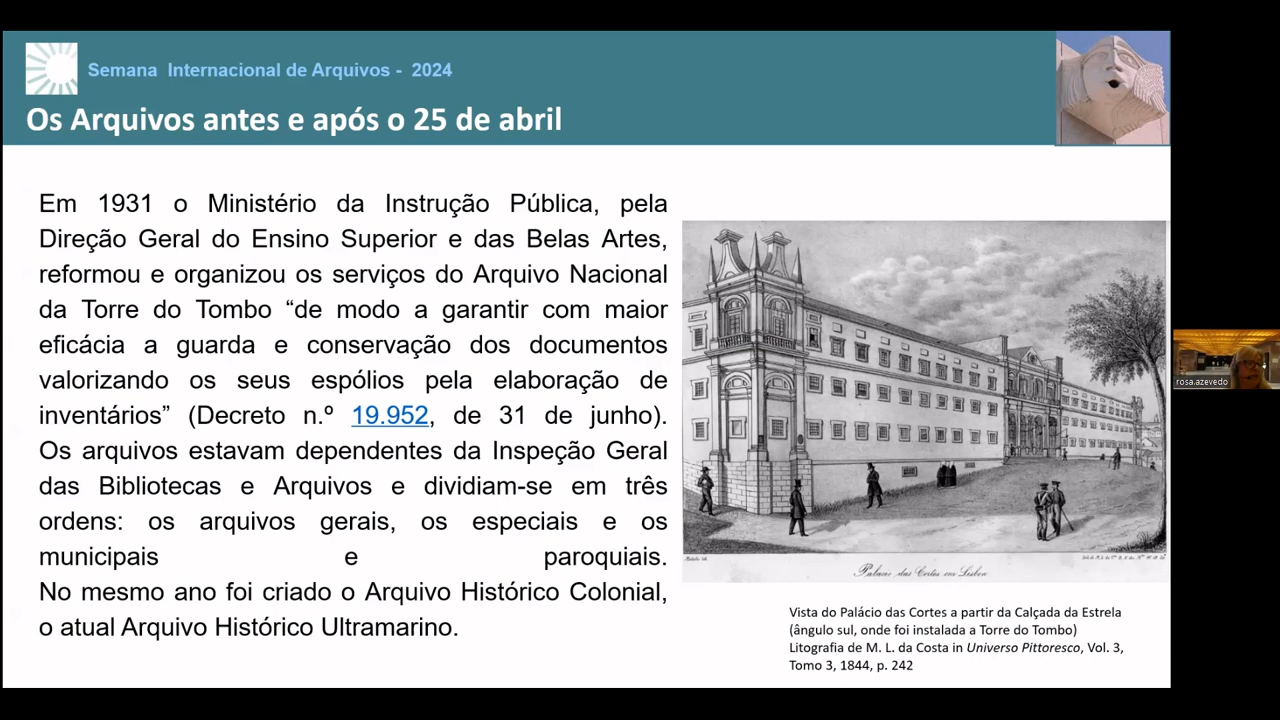 Semana Internacional de Arquivos - 2024
Os Arquivos antes e após o 25 de abril
Em 1931 o Ministério da Instrução Pública, pela
Direção Geral do Ensino Superior e das Belas Artes,
reformou e organizou os serviços do Arquivo Nacional
da Torre do Tombo “de modo a garantir com maior
eficácia a guarda e conservação dos documentos
valorizando os seus espólios pela elaboração de
inventários” (Decreto n.º 19.952, de 31 de junho).
Os arquivos estavam dependentes da Inspeção Geral
das Bibliotecas e Arquivos e dividiam-se em três
ordens: os arquivos gerais, os especiais e os
municipais e paroquiais.
No mesmo ano foi criado o Arquivo Histórico Colonial,
o atual Arquivo Histórico Ultramarino.
Palacio das Cortes em Lisboa
Vista do Palácio das Cortes a partir da Calçada da Estrela
(ângulo sul, onde foi instalada a Torre do Tombo)
Litografia de M. L. da Costa in Universo Pittoresco, Vol. 3,
Tomo 3, 1844, p. 242
rosa.azevedo